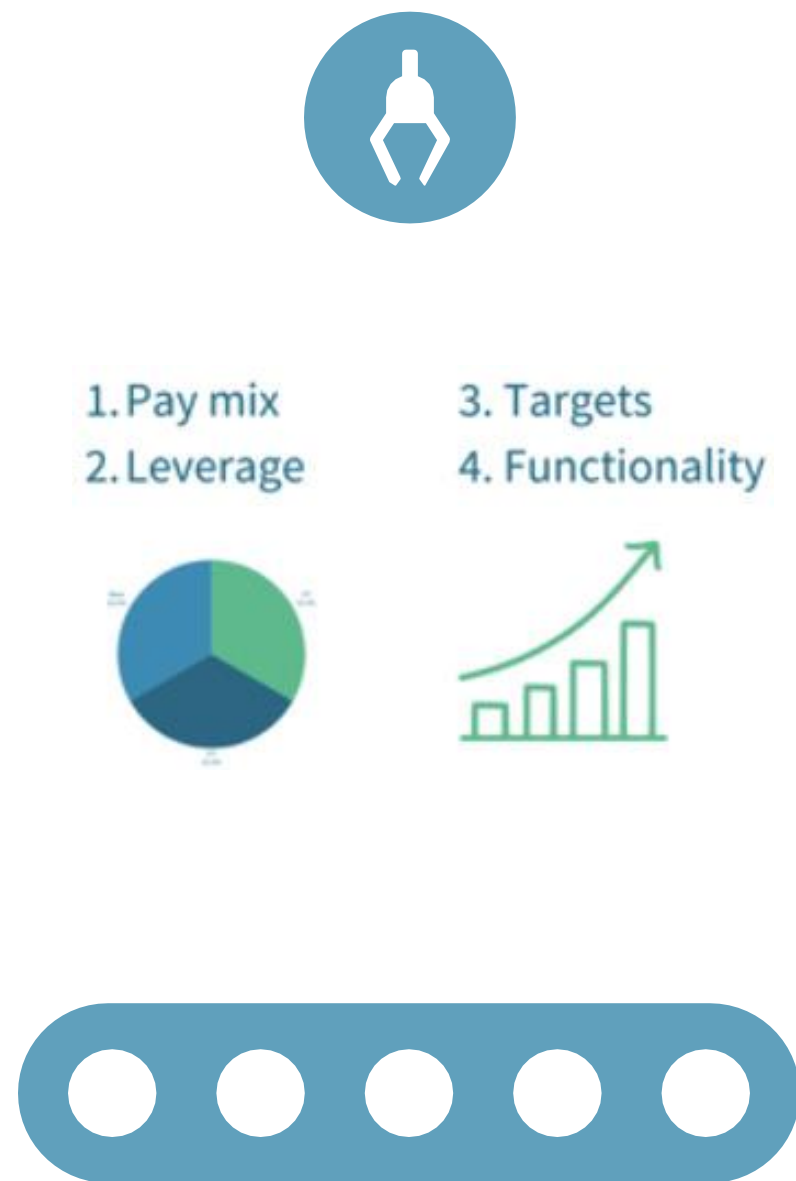 1. Pay mix
2. Leverage
3. Targets
4. Functionality